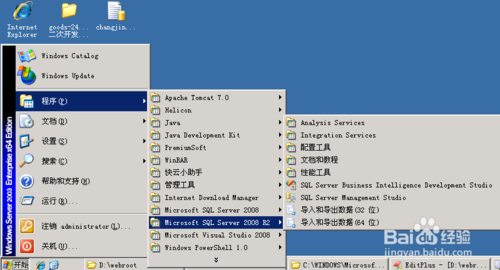 Internet Explorer
goods-24... 二次开发...
changjin...
Windows Catalog
Windows Update
程序(P)
文档(D)
设置(S)
搜索(C)
帮助和支持(H)
运行(R)...
注销 administrator(L)...
关机(U)...
Windows Server 2003 Enterprise x64 Edition
Apache Tomcat 7.0
Helicon
Java
Java Development Kit
PremiumSoft
WinRAR
快云小助手
管理工具
Internet Download Manager
Microsoft SQL Server 2008
Microsoft SQL Server 2008 R2
Microsoft Visual Studio 2008
Windows PowerShell 1.0
Analysis Services
Integration Services
配置工具
文档和教程
性能工具
SQL Server Business Intelligence Development Studio
SQL Server Management Studio
导入和导出数据 (32 位)
导入和导出数据 (64 位)
Baidu经验
jingyan.baidu.com
开始
D:\webroot
C:\WINDOWS\Microsof...
EditPlus - [D:\webr...